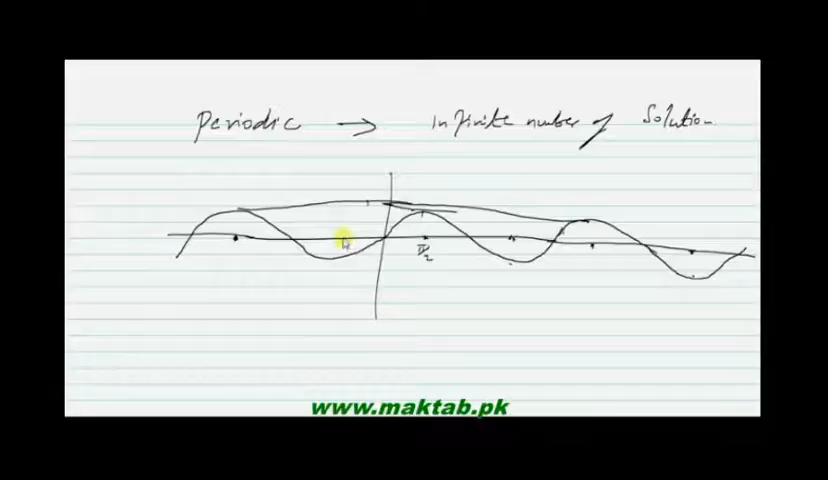 Periodic → Infinite number of Solution
π/2
www.maktab.pk